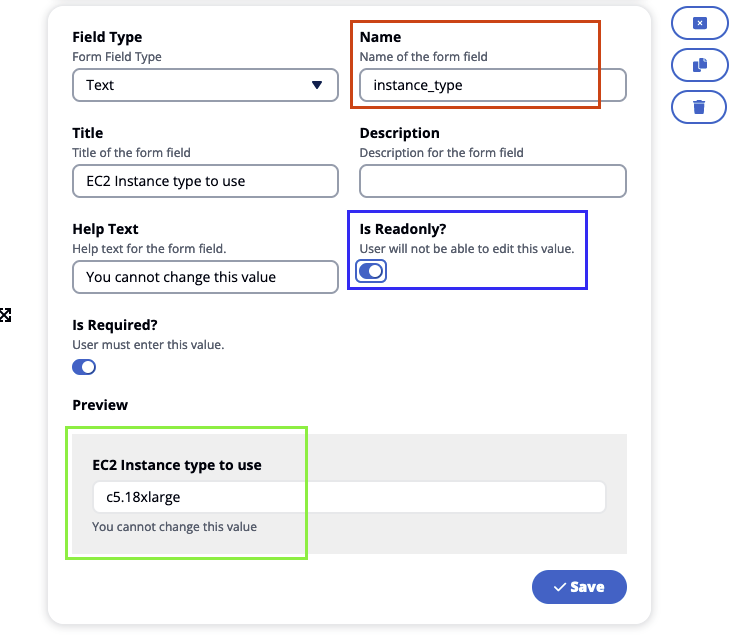 Field Type
Form Field Type
Text
Name
Name of the form field
instance_type
Title
Title of the form field
EC2 Instance type to use
Description
Description for the form field
Help Text
Help text for the form field.
You cannot change this value
Is Readonly?
User will not be able to edit this value.
Is Required?
User must enter this value.
Preview
EC2 Instance type to use
c5.18xlarge
You cannot change this value
Save